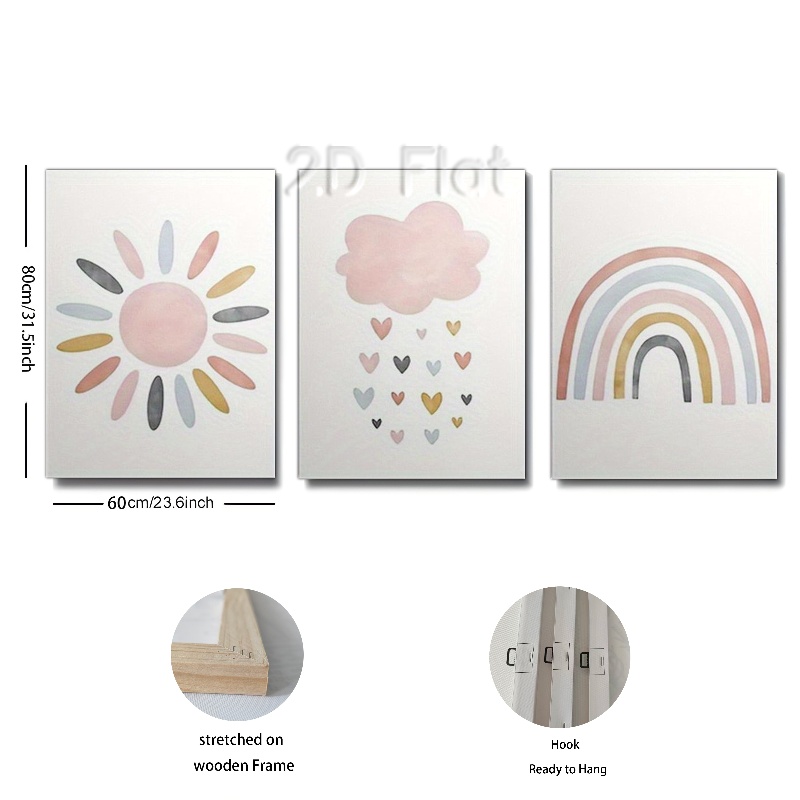 2D Flat
80cm/31.5inch
60cm/23.6inch
stretched on
wooden Frame
Hook
Ready to Hang